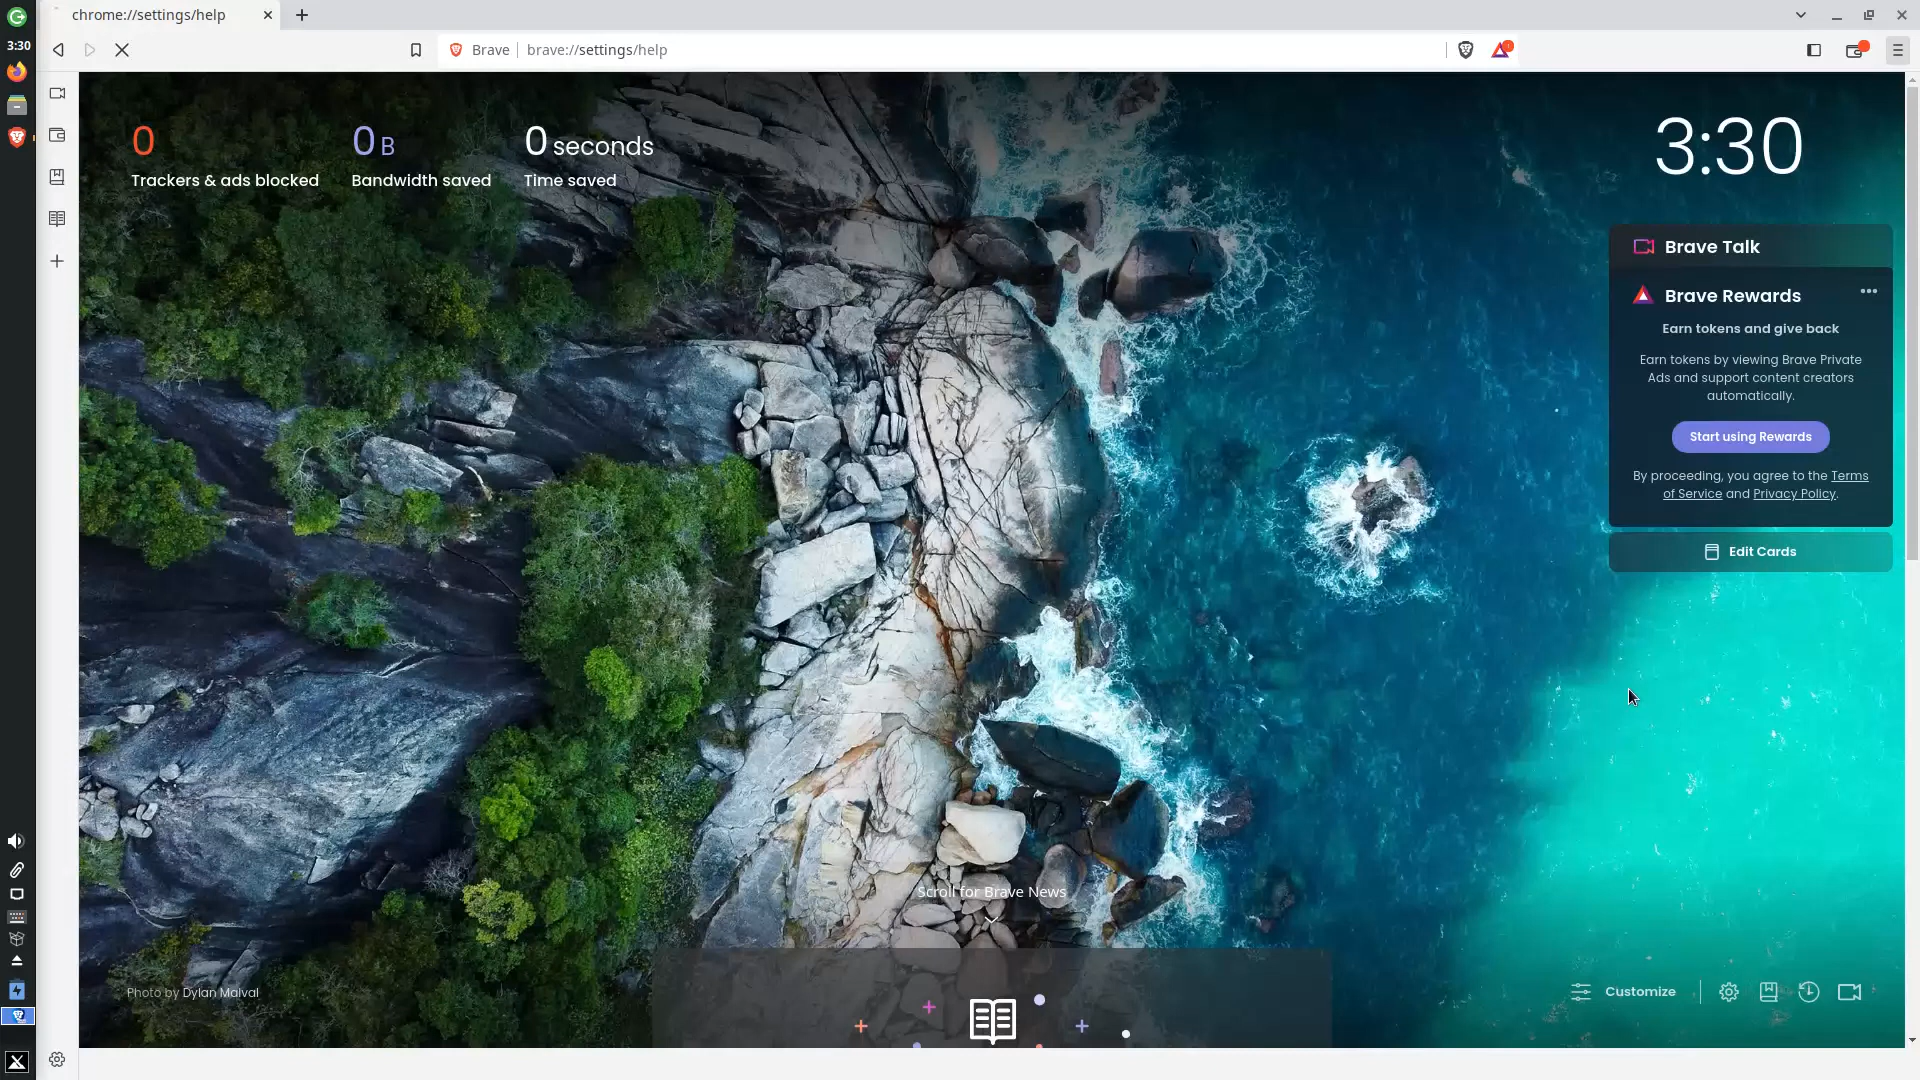 chrome://settings/help
3:30
Brave
brave://settings/help
0
0 B
0 seconds
Trackers & ads blocked
Bandwidth saved
Time saved
3:30
Brave Talk
Brave Rewards
Earn tokens and give back
Earn tokens by viewing Brave Private
Ads and support content creators
automatically.
Start using Rewards
By proceeding, you agree to the Terms
of Service and Privacy Policy.
Edit Cards
Scroll for Brave News
Photo by Dylan Malval
Customize